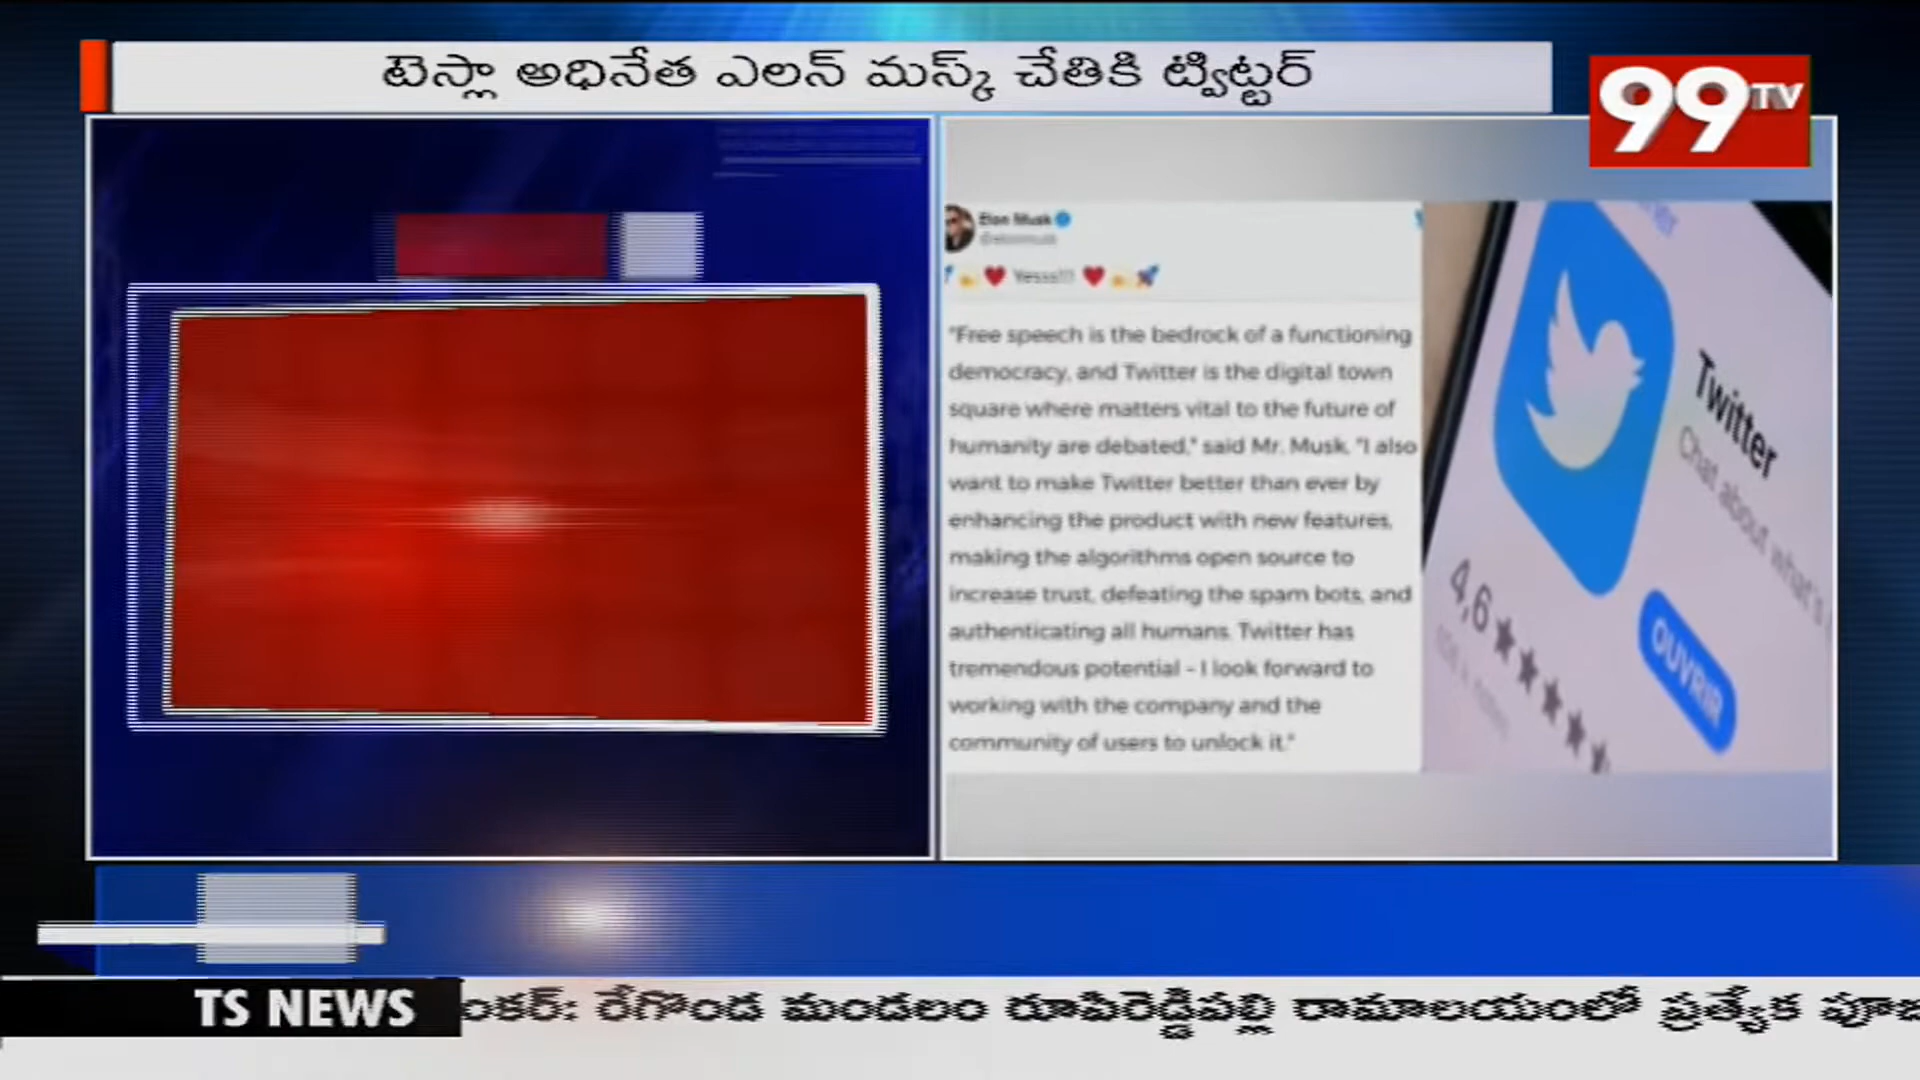 టెస్లా అధినేత ఎలన్ మస్క్ చేతికి ట్విట్టర్
99 TV
Elon Musk
Yesss!!!
"Free speech is the bedrock of a functioning
democracy, and Twitter is the digital town
square where matters vital to the future of
humanity are debated," said Mr. Musk. "I also
want to make Twitter better than ever by
enhancing the product with new features,
making the algorithms open source to
increase trust, defeating the spam bots, and
authenticating all humans. Twitter has
tremendous potential – I look forward to
working with the company and the
community of users to unlock it."
Twitter
Chat about what's
4,6
OUVRIR
TS NEWS
రేగొండ మండలం రూపిరెడ్డిపల్లి రామాలయంలో ప్రత్యేక